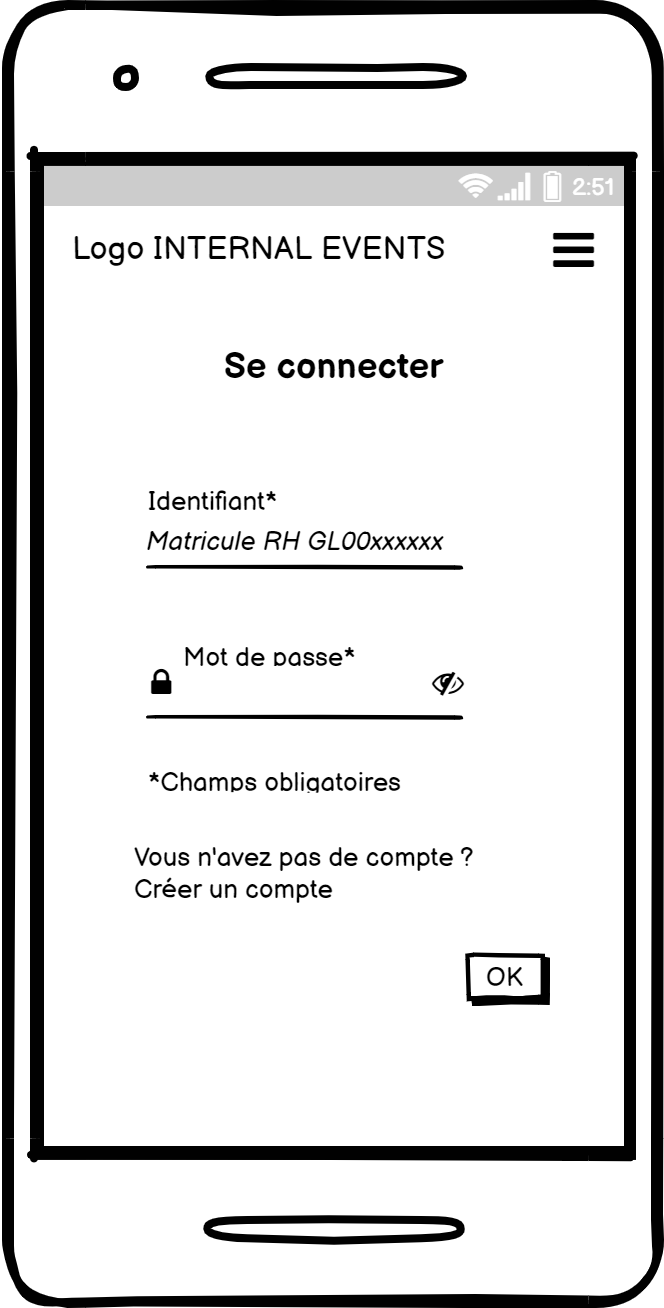 2:51
Logo INTERNAL EVENTS
Se connecter
Identifiant*
Matricule RH GL00xxxxxx
Mot de passe*
*Champs obligatoires
Vous n'avez pas de compte ?
Créer un compte
OK